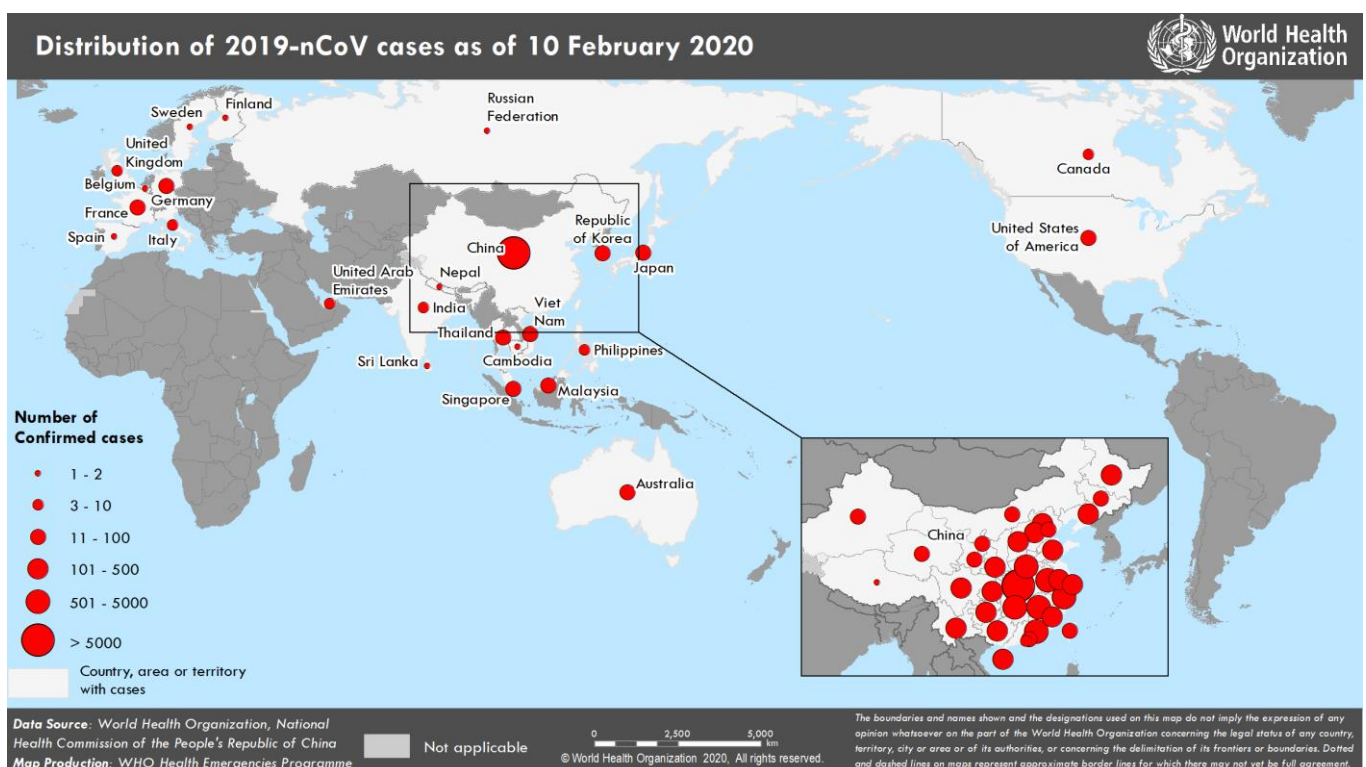 Distribution of 2019-nCoV cases as of 10 February 2020
World Health
Organization
Sweden
Finland
Russian
Federation
United
Kingdom
Belgium
Germany
France
Spain
Italy
Canada
United States
of America
China
Republic
of Korea
Japan
United Arab
Emirates
Nepal
India
Viet
Nam
Thailand
Cambodia
Philippines
Sri Lanka
Singapore
Malaysia
Australia
China
Number of
Confirmed cases
1 - 2
3 - 10
11 - 100
101 - 500
501 - 5000
> 5000
Country, area or territory
with cases
Data Source: World Health Organization, National
Health Commission of the People's Republic of China
Map Production: WHO Health Emergencies Programme
Not applicable
0 2,500 5,000
km
© World Health Organization 2020, All rights reserved.
The boundaries and names shown and the designations used on this map do not imply the expression of any
opinion whatsoever on the part of the World Health Organization concerning the legal status of any country,
territory, city or area or of its authorities, or concerning the delimitation of its frontiers or boundaries. Dotted
and dashed lines on maps represent approximate border lines for which there may not yet be full agreement.